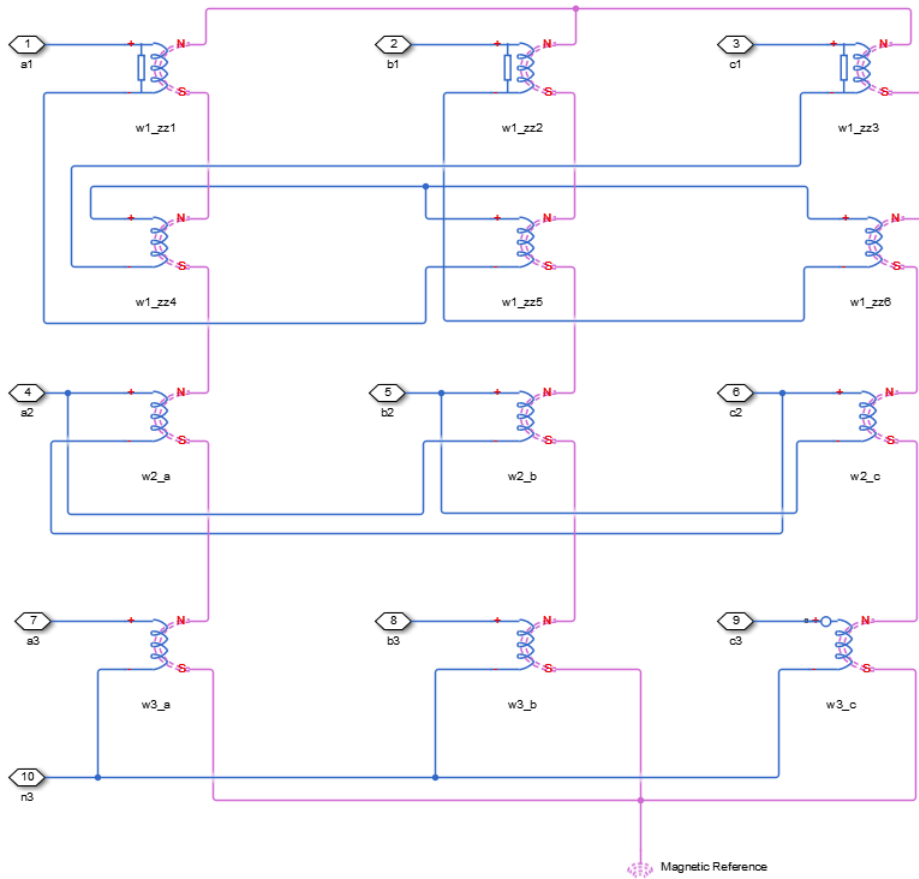 1 + N 2 + N 3 + N
a1 b1 c1
- S - S - S
w1_zz1 w1_zz2 w1_zz3
+ N + N + N
- S - S - S
w1_zz4 w1_zz5 w1_zz6
4 + N 5 + N 6 + N
a2 b2 c2
- S - S - S
w2_a w2_b w2_c
7 + N 8 + N 9 + N
a3 b3 c3
- S - S - S
w3_a w3_b w3_c
10
n3
Magnetic Reference